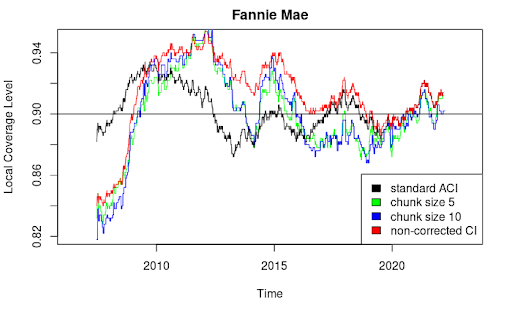 Fannie Mae
Local Coverage Level
0.94
0.90
0.86
0.82
standard ACI
chunk size 5
chunk size 10
non-corrected CI
2010
2015
2020
Time